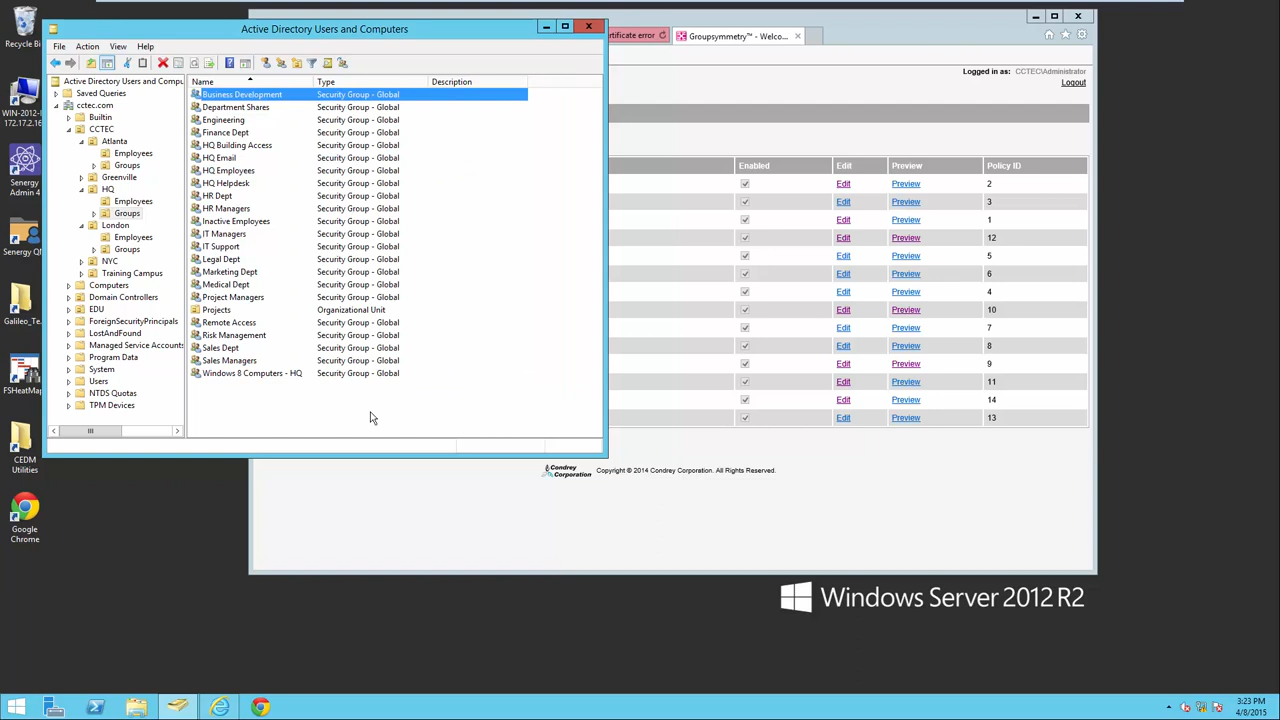 Recycle Bin
WIN-2012-
172.17.2.16
Senergy
Admin 4
Senergy Q
Galileo_Te
FSHeatMa
CEDM
Utilities
Google
Chrome
Active Directory Users and Computers
File Action View Help
Active Directory Users and Compu
Saved Queries
cctec.com
Builtin
CCTEC
Atlanta
Employees
Groups
Greenville
HQ
Employees
Groups
London
Employees
Groups
NYC
Training Campus
Computers
Domain Controllers
EDU
ForeignSecurityPrincipals
LostAndFound
Managed Service Accounts
Program Data
System
Users
NTDS Quotas
TPM Devices
Name Type Description
Business Development Security Group - Global
Department Shares Security Group - Global
Engineering Security Group - Global
Finance Dept Security Group - Global
HQ Building Access Security Group - Global
HQ Email Security Group - Global
HQ Employees Security Group - Global
HQ Helpdesk Security Group - Global
HR Dept Security Group - Global
HR Managers Security Group - Global
Inactive Employees Security Group - Global
IT Managers Security Group - Global
IT Support Security Group - Global
Legal Dept Security Group - Global
Marketing Dept Security Group - Global
Medical Dept Security Group - Global
Project Managers Security Group - Global
Projects Organizational Unit
Remote Access Security Group - Global
Risk Management Security Group - Global
Sales Dept Security Group - Global
Sales Managers Security Group - Global
Windows 8 Computers - HQ Security Group - Global
rtificate error Groupsymmetry™ - Welco...
Logged in as: CCTEC\Administrator
Logout
Enabled Edit Preview Policy ID
Edit Preview 2
Edit Preview 3
Edit Preview 1
Edit Preview 12
Edit Preview 5
Edit Preview 6
Edit Preview 4
Edit Preview 10
Edit Preview 7
Edit Preview 8
Edit Preview 9
Edit Preview 11
Edit Preview 14
Edit Preview 13
Condrey Corporation Copyright © 2014 Condrey Corporation. All Rights Reserved.
Windows Server 2012 R2
3:23 PM
4/8/2015